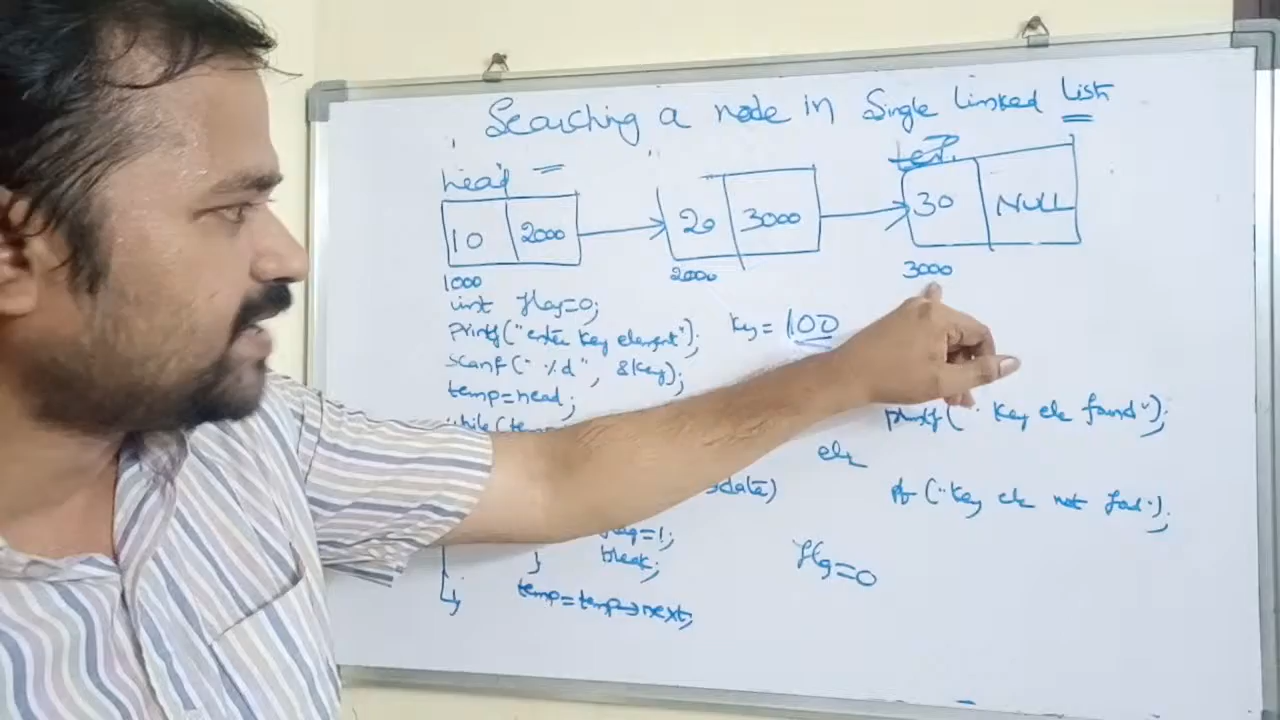 Searching a node in Single Linked List
head
temp
10 2000
20 3000
30 NULL
1000
2000
3000
int flag=0;
printf("enter key element");
key = 100
scanf("%d", &key);
temp=head;
while(temp
printf(" key ele found");
else
data)
pf("key ele not found");
flag=1;
break;
}
flag=0
temp=temp->next;
}